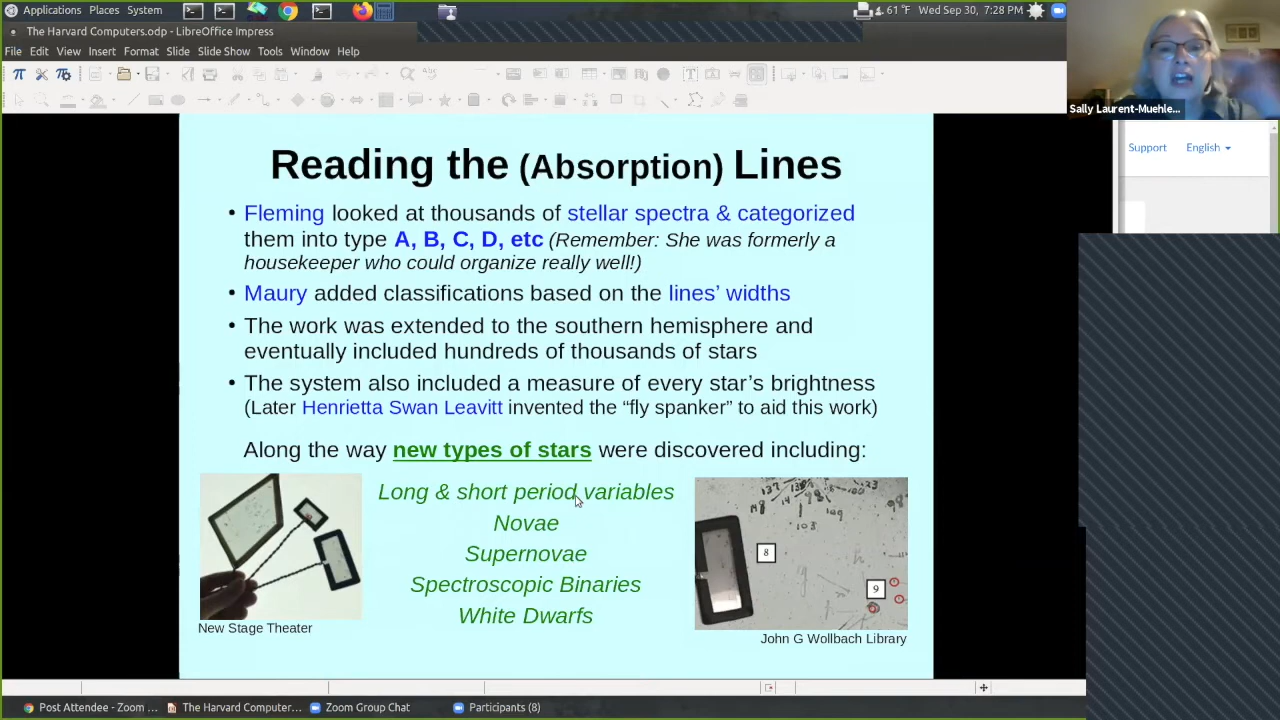 Applications Places System
61 °F Wed Sep 30, 7:28 PM
The Harvard Computers.odp - LibreOffice Impress
File Edit View Insert Format Slide Slide Show Tools Window Help
Sally Laurent-Muehle...
Support English
Reading the (Absorption) Lines
• Fleming looked at thousands of stellar spectra & categorized
them into type A, B, C, D, etc (Remember: She was formerly a
housekeeper who could organize really well!)
• Maury added classifications based on the lines’ widths
• The work was extended to the southern hemisphere and
eventually included hundreds of thousands of stars
• The system also included a measure of every star’s brightness
(Later Henrietta Swan Leavitt invented the “fly spanker” to aid this work)
Along the way new types of stars were discovered including:
Long & short period variables
Novae
Supernovae
Spectroscopic Binaries
White Dwarfs
137
103
8
9
New Stage Theater
John G Wollbach Library
Post Attendee - Zoom ... The Harvard Computer... Zoom Group Chat Participants (8)